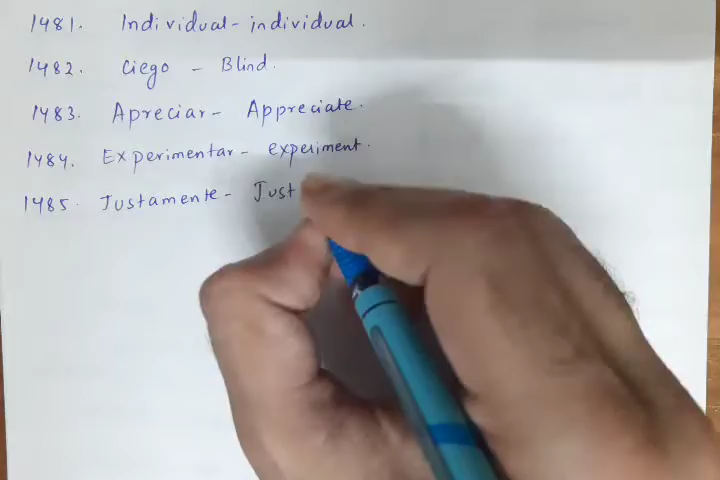 1481. Individual - individual.
1482. Ciego - Blind.
1483. Apreciar - Appreciate.
1484. Experimentar - experiment.
1485. Justamente - Just